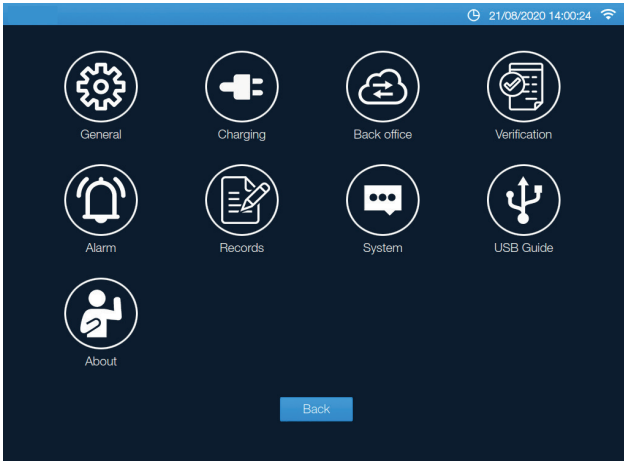 21/08/2020 14:00:24
General Charging Back office Verification
Alarm Records System USB Guide
About
Back